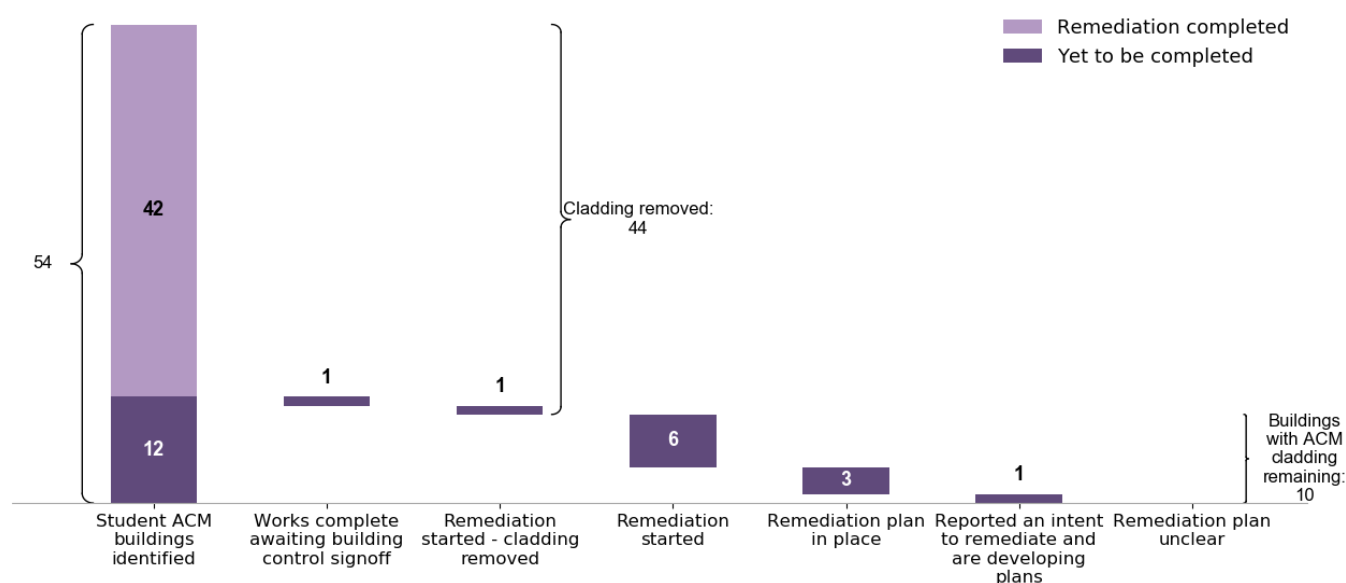 Remediation completed
Yet to be completed
42
Cladding removed:
44
54
1
1
12
6
3
1
Buildings
with ACM
cladding
remaining:
10
Student ACM
buildings
identified
Works complete
awaiting building
control signoff
Remediation
started - cladding
removed
Remediation
started
Remediation plan
in place
Reported an intent
to remediate and
are developing
plans
Remediation plan
unclear